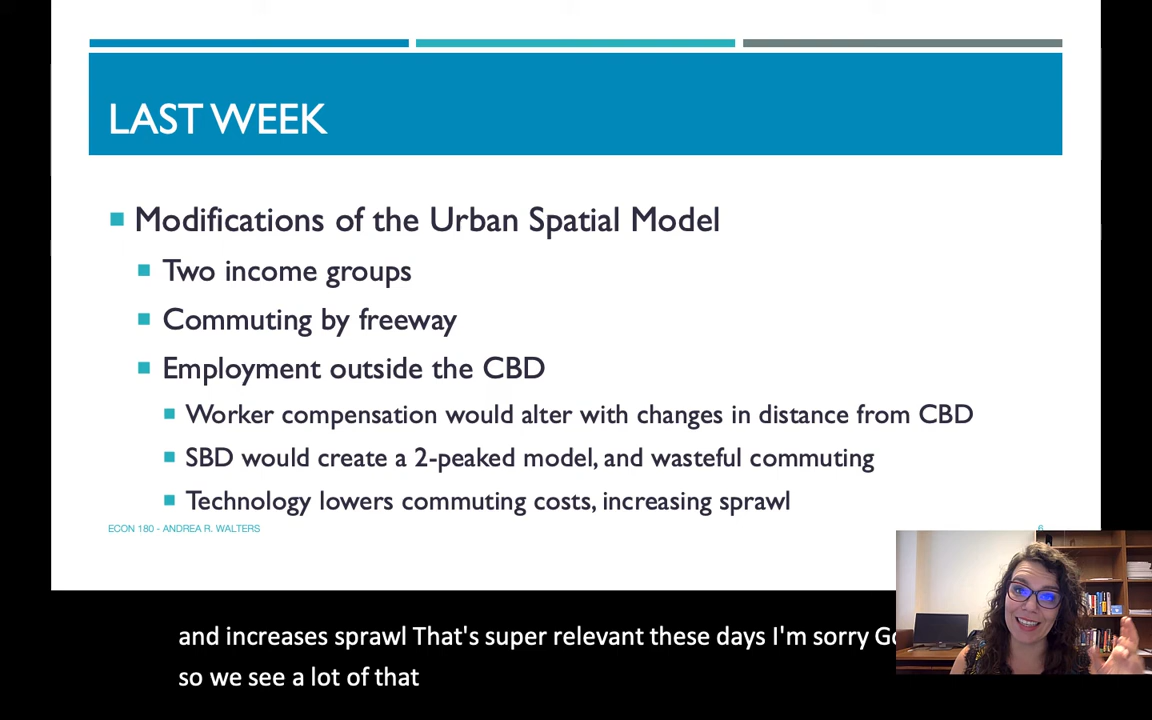 LAST WEEK
Modifications of the Urban Spatial Model
Two income groups
Commuting by freeway
Employment outside the CBD
Worker compensation would alter with changes in distance from CBD
SBD would create a 2-peaked model, and wasteful commuting
Technology lowers commuting costs, increasing sprawl
ECON 180 - ANDREA R. WALTERS
and increases sprawl That's super relevant these days I'm sorry
so we see a lot of that